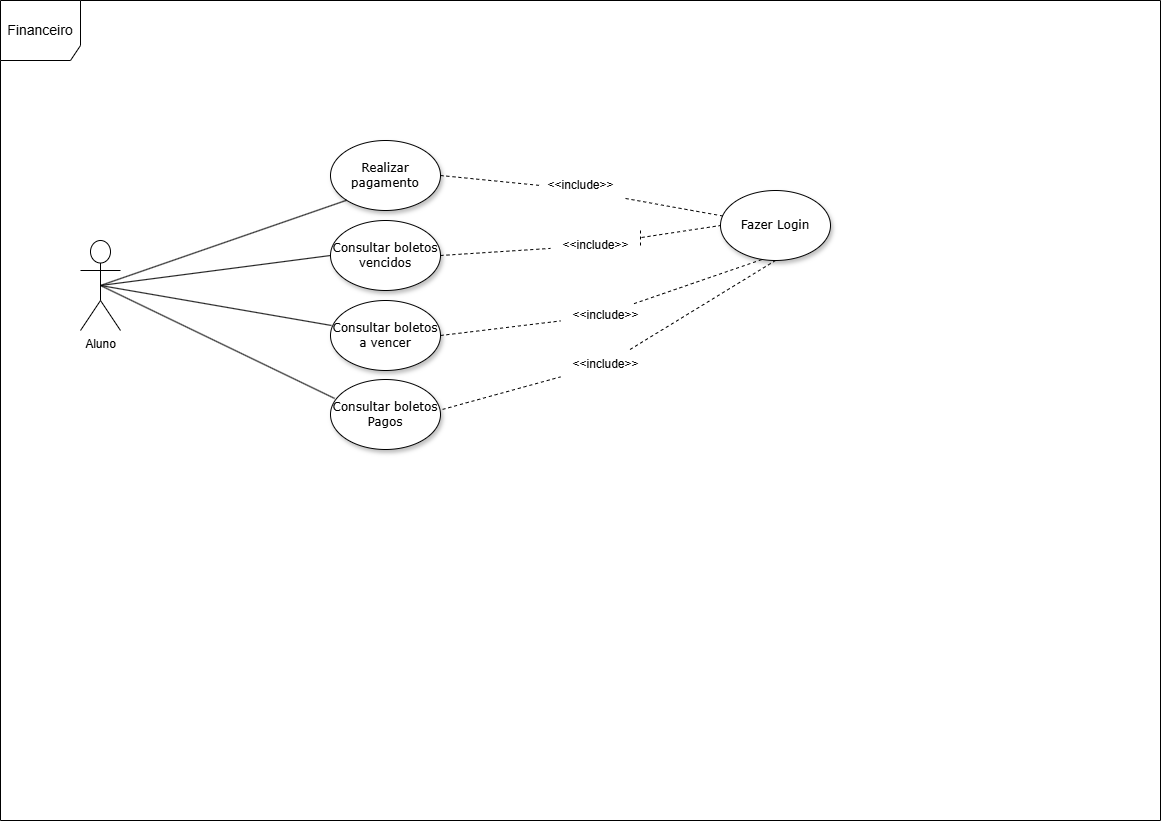 Financeiro
Realizar
pagamento
<<include>>
Fazer Login
Consultar boletos
vencidos
<<include>>
Consultar boletos
a vencer
<<include>>
Aluno
<<include>>
Consultar boletos
Pagos